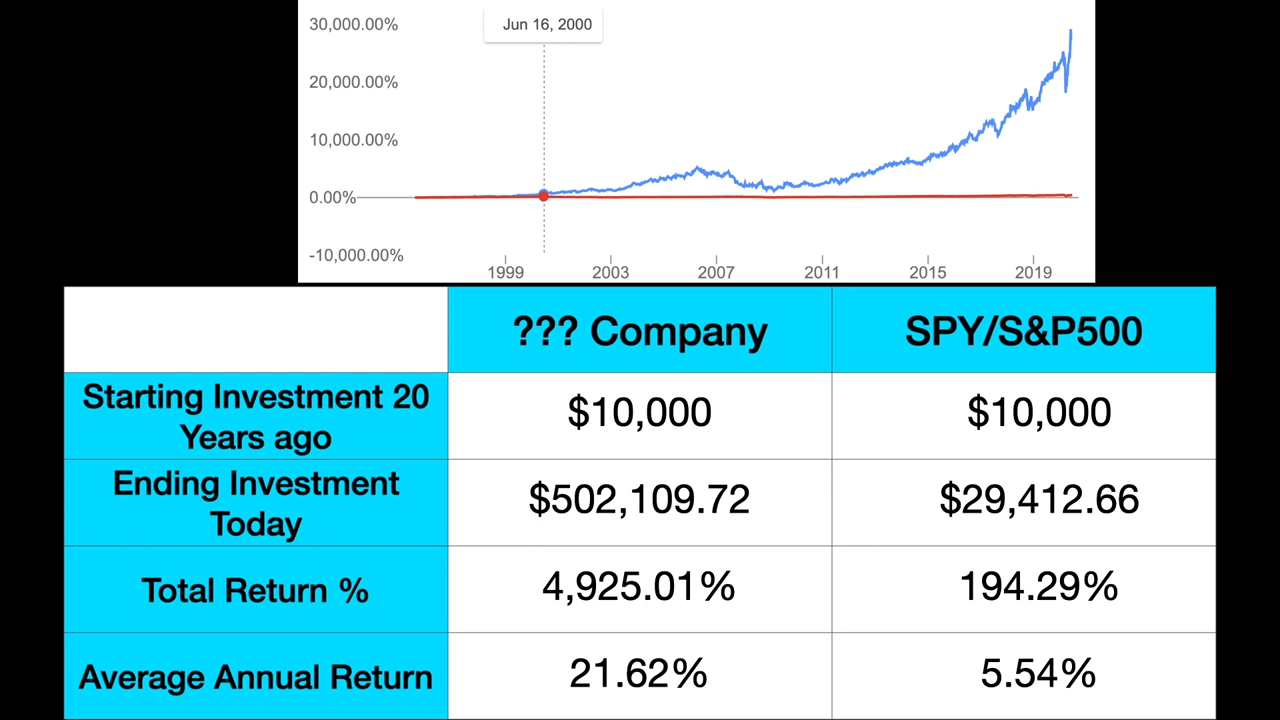 30,000.00%
Jun 16, 2000
20,000.00%
10,000.00%
0.00%
-10,000.00%
1999 2003 2007 2011 2015 2019
??? Company SPY/S&P500
Starting Investment 20
Years ago
$10,000 $10,000
Ending Investment
Today
$502,109.72 $29,412.66
Total Return % 4,925.01% 194.29%
Average Annual Return 21.62% 5.54%